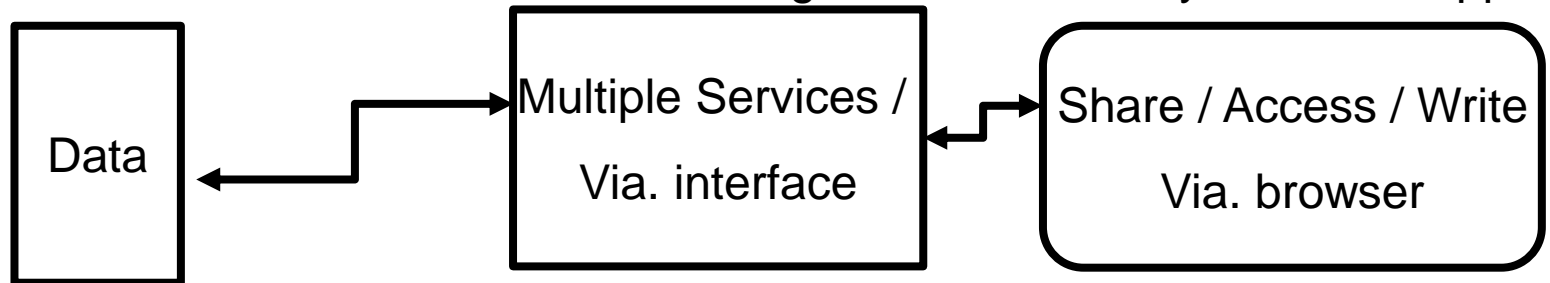 Data
Multiple Services /
Via. interface
Share / Access / Write
Via. browser